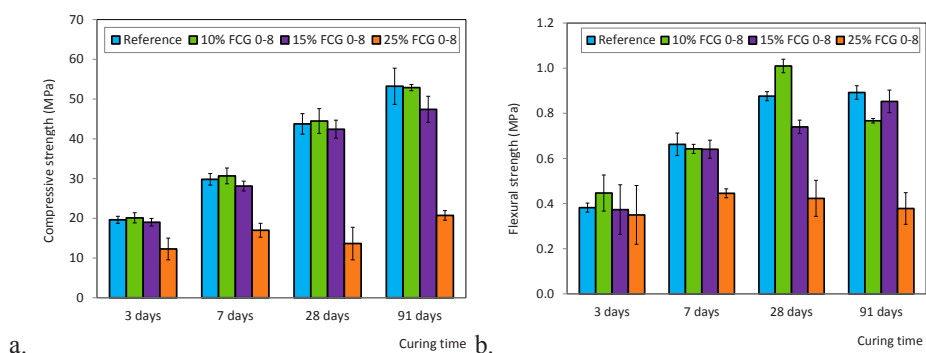 70
60
50
40
30
20
10
0
Compressive strength (MPa)
Reference 10% FCG 0-8 15% FCG 0-8 25% FCG 0-8
3 days 7 days 28 days 91 days
Curing time
a.
1.2
1.0
0.8
0.6
0.4
0.2
0.0
Flexural strength (MPa)
Reference 10% FCG 0-8 15% FCG 0-8 25% FCG 0-8
3 days 7 days 28 days 91 days
Curing time
b.